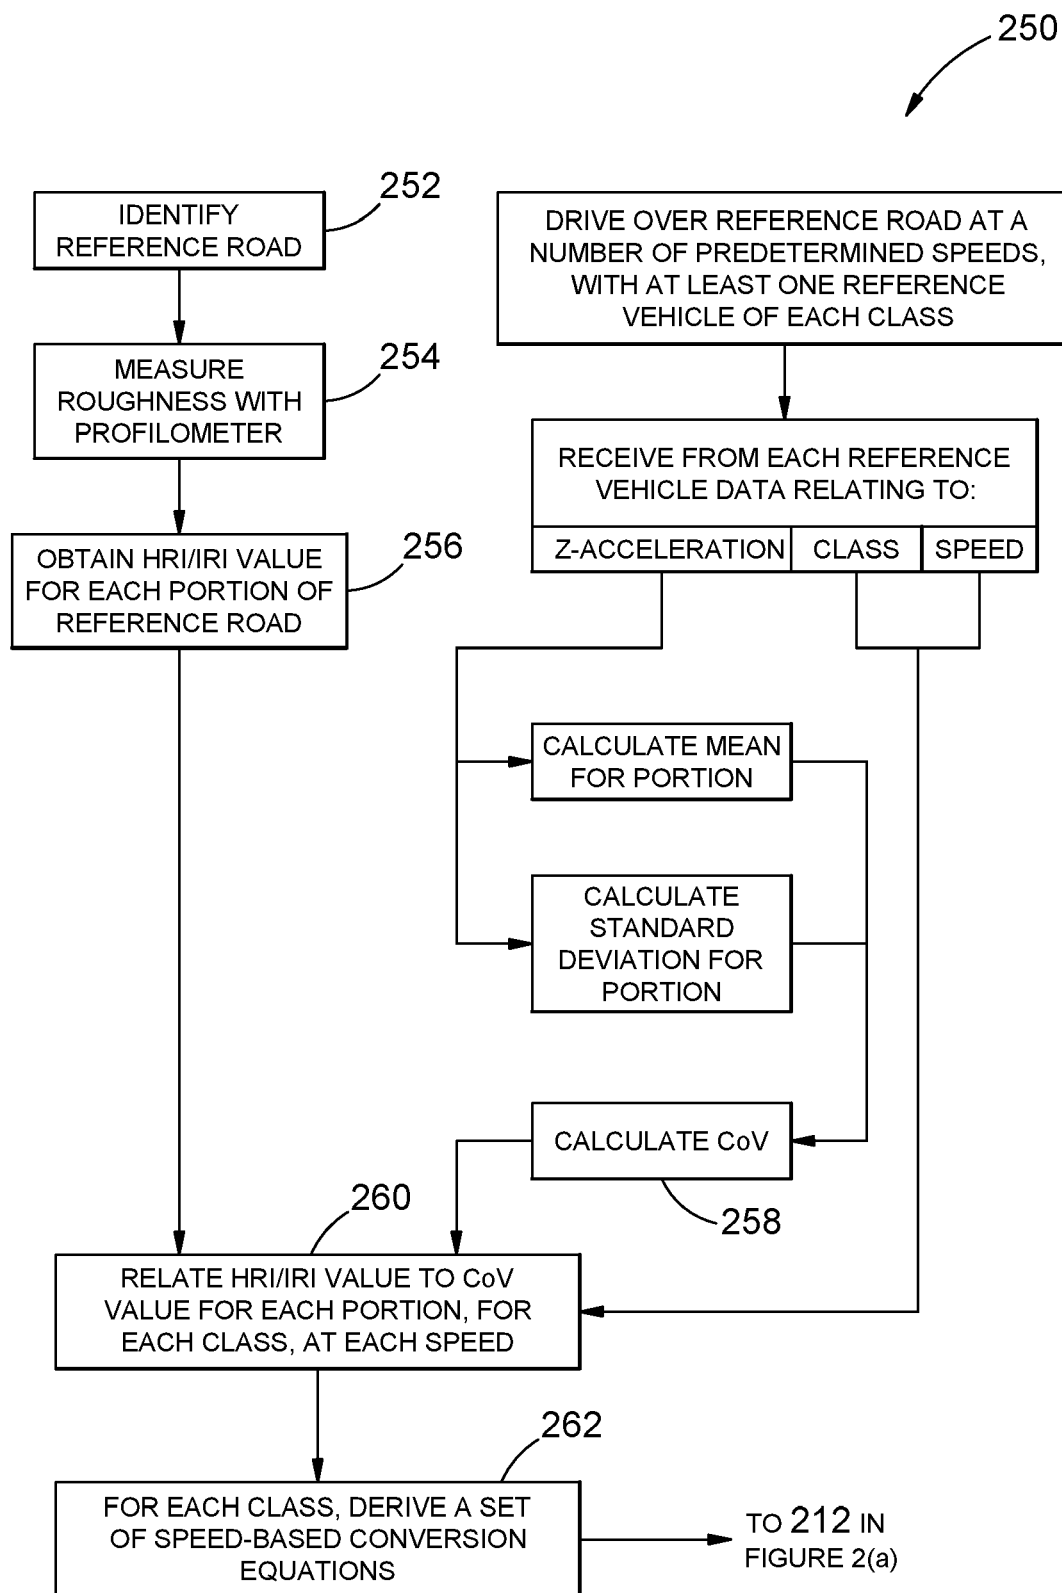 250
252
IDENTIFY
REFERENCE ROAD
254
MEASURE
ROUGHNESS WITH
PROFILOMETER
256
OBTAIN HRI/IRI VALUE
FOR EACH PORTION OF
REFERENCE ROAD
DRIVE OVER REFERENCE ROAD AT A
NUMBER OF PREDETERMINED SPEEDS,
WITH AT LEAST ONE REFERENCE
VEHICLE OF EACH CLASS
RECEIVE FROM EACH REFERENCE
VEHICLE DATA RELATING TO:
Z-ACCELERATION CLASS SPEED
CALCULATE MEAN
FOR PORTION
CALCULATE
STANDARD
DEVIATION FOR
PORTION
CALCULATE CoV
258
260
RELATE HRI/IRI VALUE TO CoV
VALUE FOR EACH PORTION, FOR
EACH CLASS, AT EACH SPEED
262
FOR EACH CLASS, DERIVE A SET
OF SPEED-BASED CONVERSION
EQUATIONS
TO 212 IN
FIGURE 2(a)